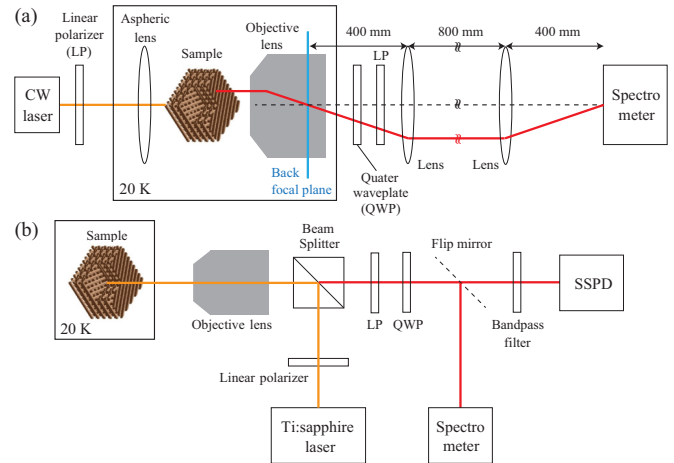 (a)
Linear
polarizer
(LP)
Aspheric
lens
Sample
Objective
lens
400 mm
800 mm
400 mm
LP
CW
laser
Spectro
meter
20 K
Back
focal plane
Quater
waveplate
(QWP)
Lens
Lens
(b)
Sample
20 K
Objective lens
Beam
Splitter
LP
QWP
Flip mirror
Bandpass
filter
SSPD
Linear polarizer
Ti:sapphire
laser
Spectro
meter